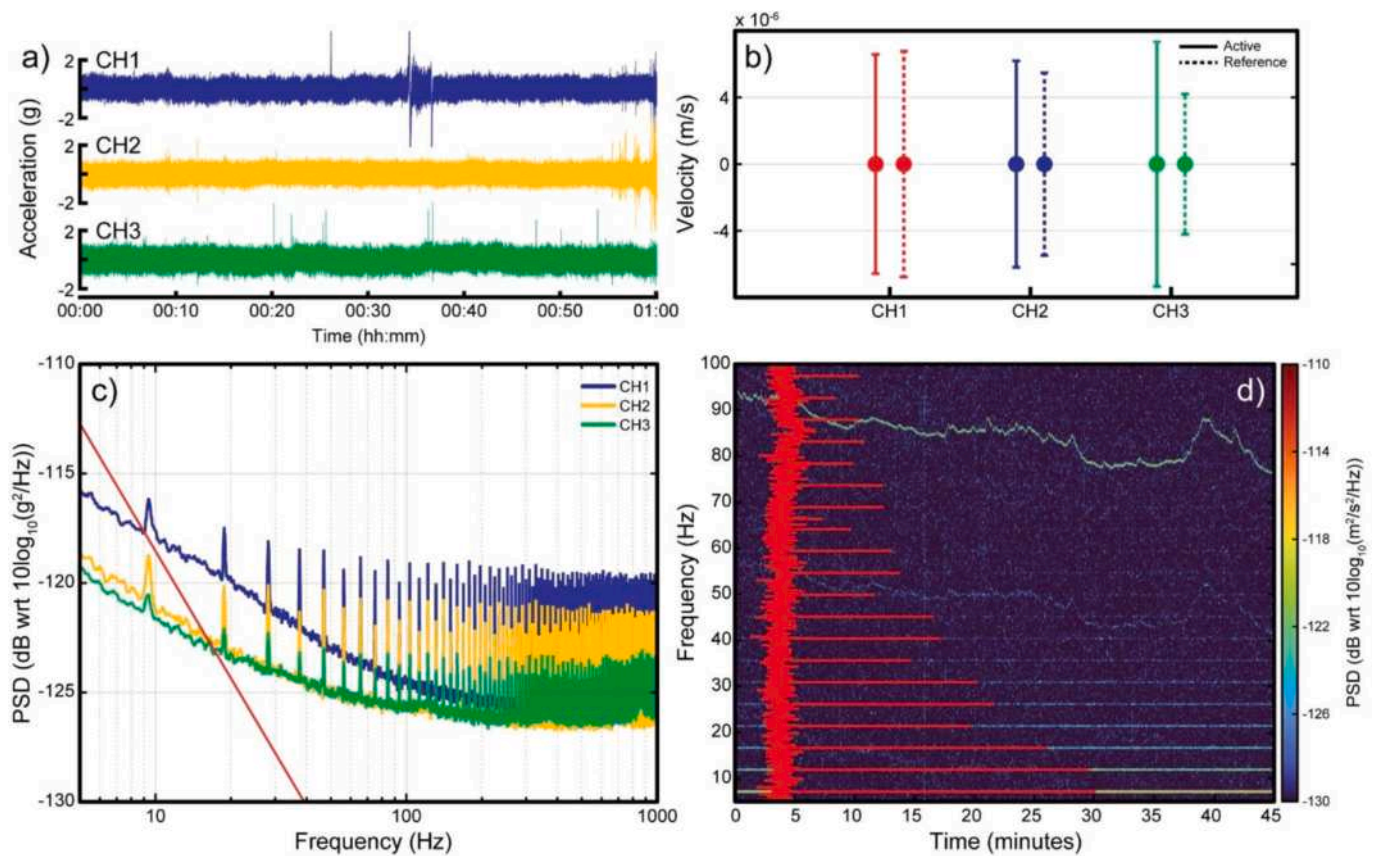 a)
CH1
CH2
CH3
2
-2
2
-2
2
-2
Acceleration (g)
00:00 00:10 00:20 00:30 00:40 00:50 01:00
Time (hh:mm)
x 10-6
b)
Active
Reference
4
0
-4
Velocity (m/s)
CH1 CH2 CH3
c)
CH1
CH2
CH3
-110
-115
-120
-125
-130
PSD (dB wrt 10log10(g2/Hz))
10 100 1000
Frequency (Hz)
d)
100
90
80
70
60
50
40
30
20
10
Frequency (Hz)
0 5 10 15 20 25 30 35 40 45
Time (minutes)
-110
-114
-118
-122
-126
-130
PSD (dB wrt 10log10(m2/s2/Hz))